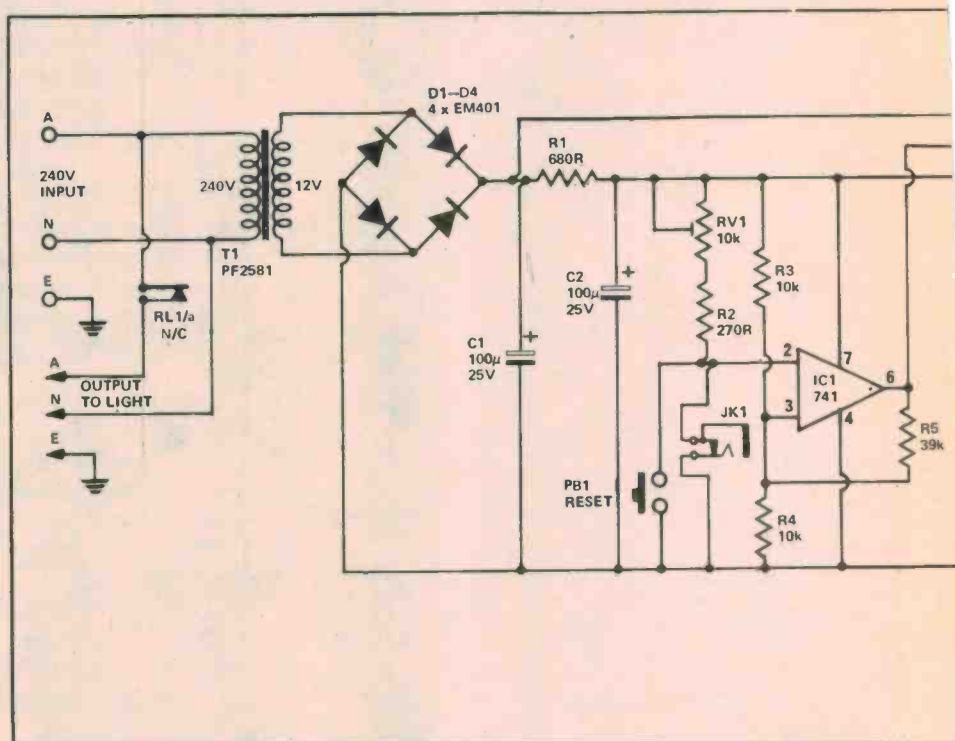 A
240V
INPUT
N
E
A
OUTPUT
TO LIGHT
N
E
RL1/a
N/C
240V
12V
T1
PF2581
D1–D4
4 x EM401
R1
680R
C1
100μ
25V
+
C2
100μ
25V
+
RV1
10k
R2
270R
R3
10k
PB1
RESET
JK1
2
3
IC1
741
7
4
6
R5
39k
R4
10k